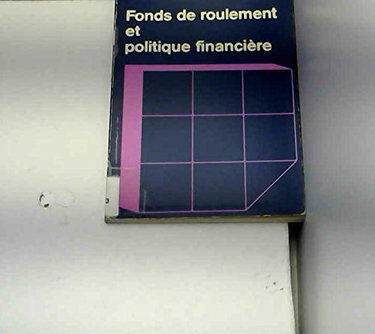 Fonds de roulement
et
politique financière